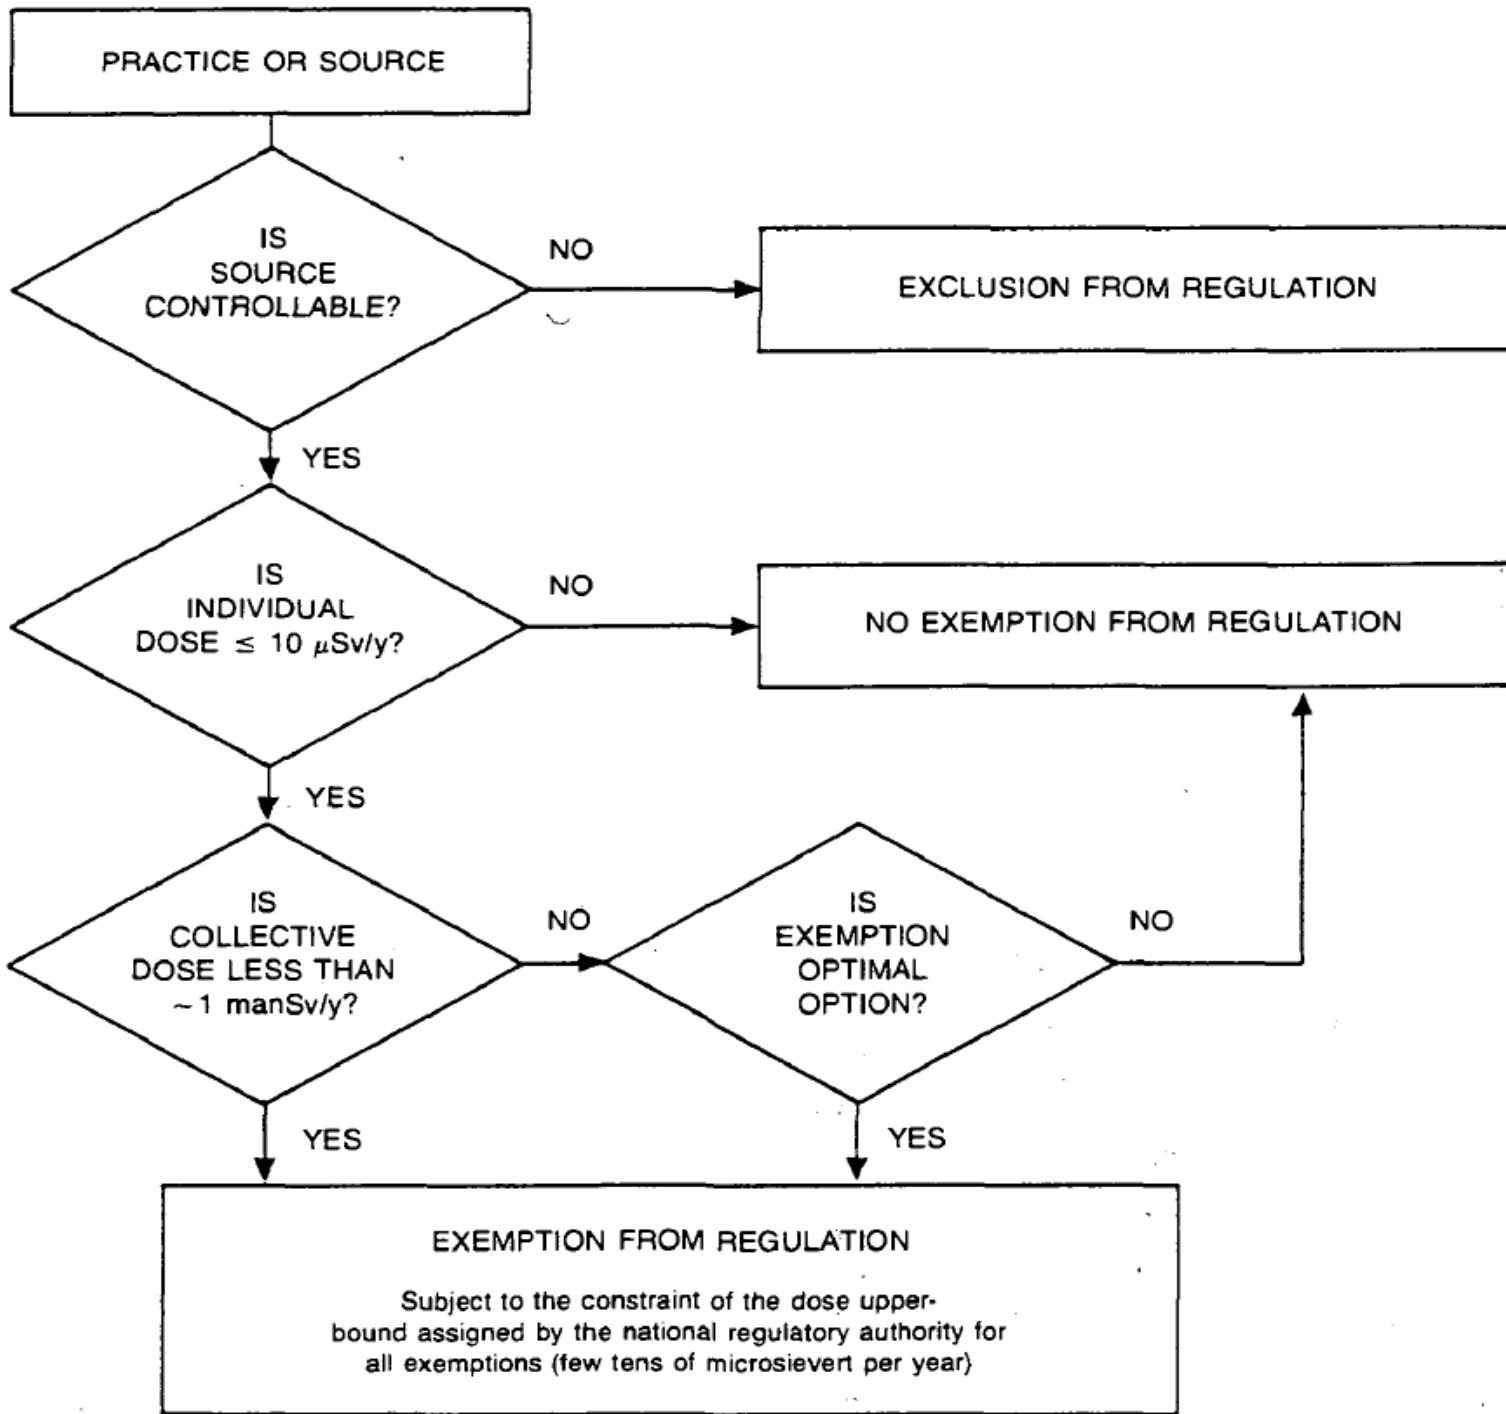 PRACTICE OR SOURCE
IS
SOURCE
CONTROLLABLE?
NO
EXCLUSION FROM REGULATION
YES
IS
INDIVIDUAL
DOSE ≤ 10 μSv/y?
NO
NO EXEMPTION FROM REGULATION
YES
IS
COLLECTIVE
DOSE LESS THAN
~1 manSv/y?
NO
IS
EXEMPTION
OPTIMAL
OPTION?
NO
YES
YES
EXEMPTION FROM REGULATION
Subject to the constraint of the dose upper-
bound assigned by the national regulatory authority for
all exemptions (few tens of microsievert per year)